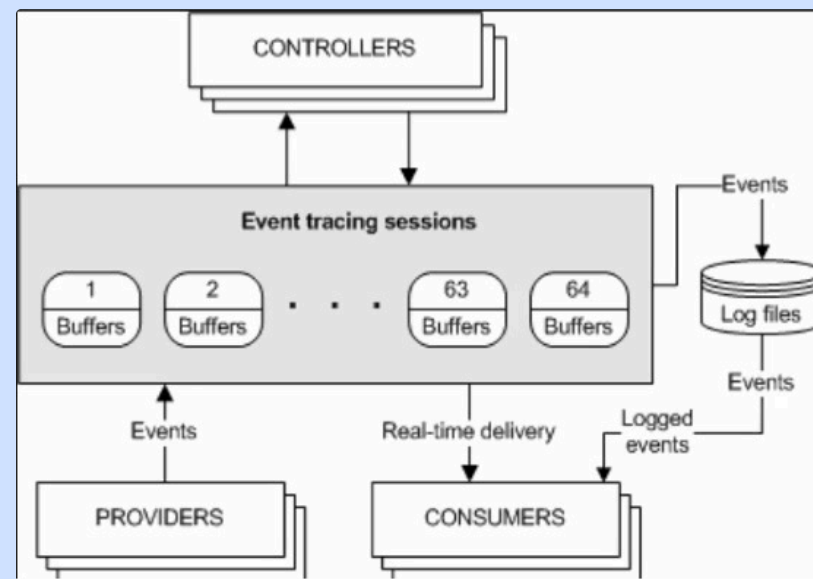 CONTROLLERS
Events
Event tracing sessions
1
2
63
64
Buffers
Buffers
. . .
Buffers
Buffers
Log files
Events
Events
Real-time delivery
Logged
events
PROVIDERS
CONSUMERS